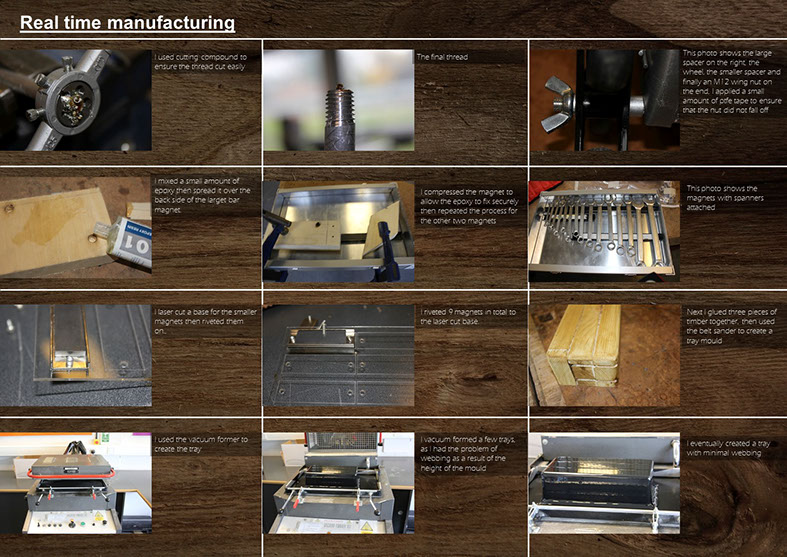 Real time manufacturing
I used cutting compound to
ensure the thread cut easily
The final thread
This photo shows the large
spacer on the right, the
wheel, the smaller spacer and
finally an M12 wing nut on
the end. I applied a small
amount of ptfe tape to ensure
that the nut did not fall off
I mixed a small amount of
epoxy then spread it over the
back side of the larget bar
magnet.
01
I compressed the magnet to
allow the epoxy to fix securely
then repeated the process for
the other two magnets
This photo shows the
magnets with spanners
attached
I laser cut a base for the smaller
magnets then riveted them
on..
I riveted 9 magnets in total to
the laser cut base
Next I glued three pieces of
timber together, then used
the belt sander to create a
tray mould
I used the vacuum former to
create the tray
I vacuum formed a few trays,
as I had the problem of
webbing as a result of the
height of the mould
I eventually created a tray
with minimal webbing